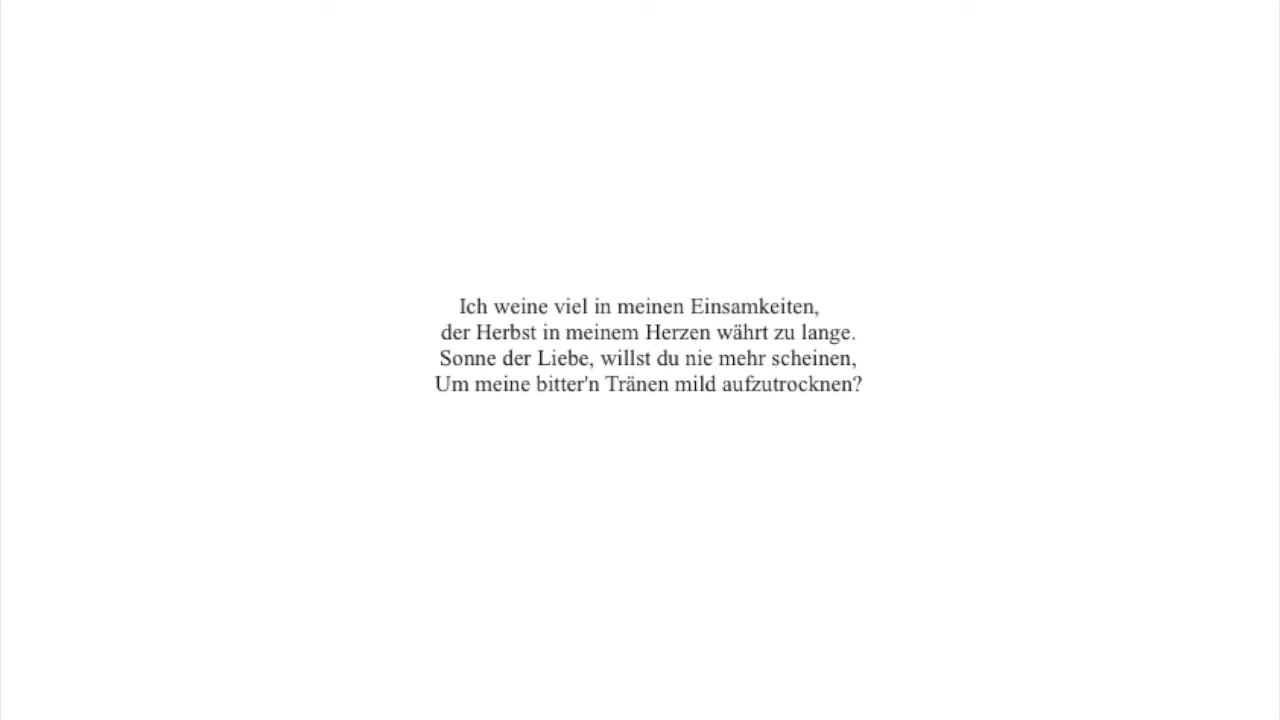 Ich weine viel in meinen Einsamkeiten,
der Herbst in meinem Herzen währt zu lange.
Sonne der Liebe, willst du nie mehr scheinen,
Um meine bitter'n Tränen mild aufzutrocknen?